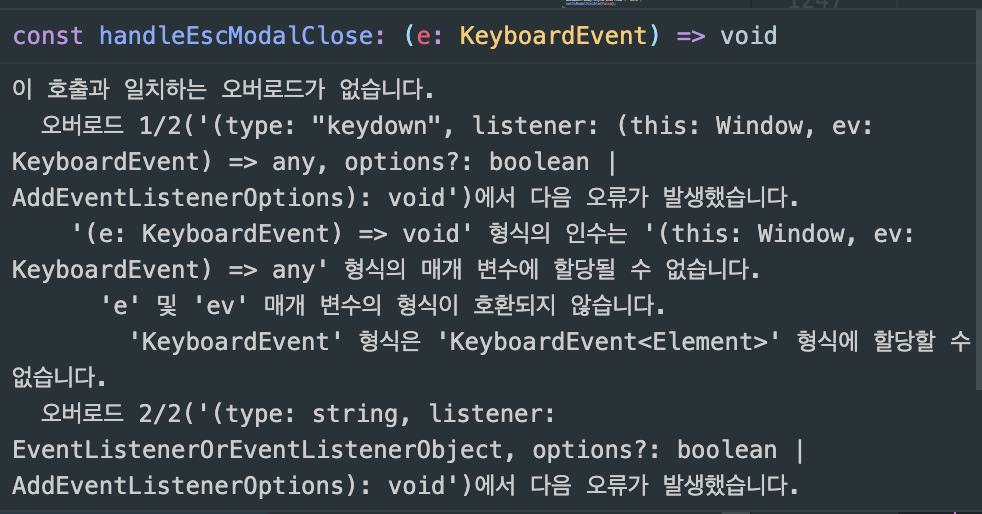 1247
const handleEscModalClose: (e: KeyboardEvent) => void
이 호출과 일치하는 오버로드가 없습니다.
오버로드 1/2('(type: "keydown", listener: (this: Window, ev:
KeyboardEvent) => any, options?: boolean |
AddEventListenerOptions): void')에서 다음 오류가 발생했습니다.
'(e: KeyboardEvent) => void' 형식의 인수는 '(this: Window, ev:
KeyboardEvent) => any' 형식의 매개 변수에 할당될 수 없습니다.
'e' 및 'ev' 매개 변수의 형식이 호환되지 않습니다.
'KeyboardEvent' 형식은 'KeyboardEvent<Element>' 형식에 할당할 수
없습니다.
오버로드 2/2('(type: string, listener:
EventListenerOrEventListenerObject, options?: boolean |
AddEventListenerOptions): void')에서 다음 오류가 발생했습니다.